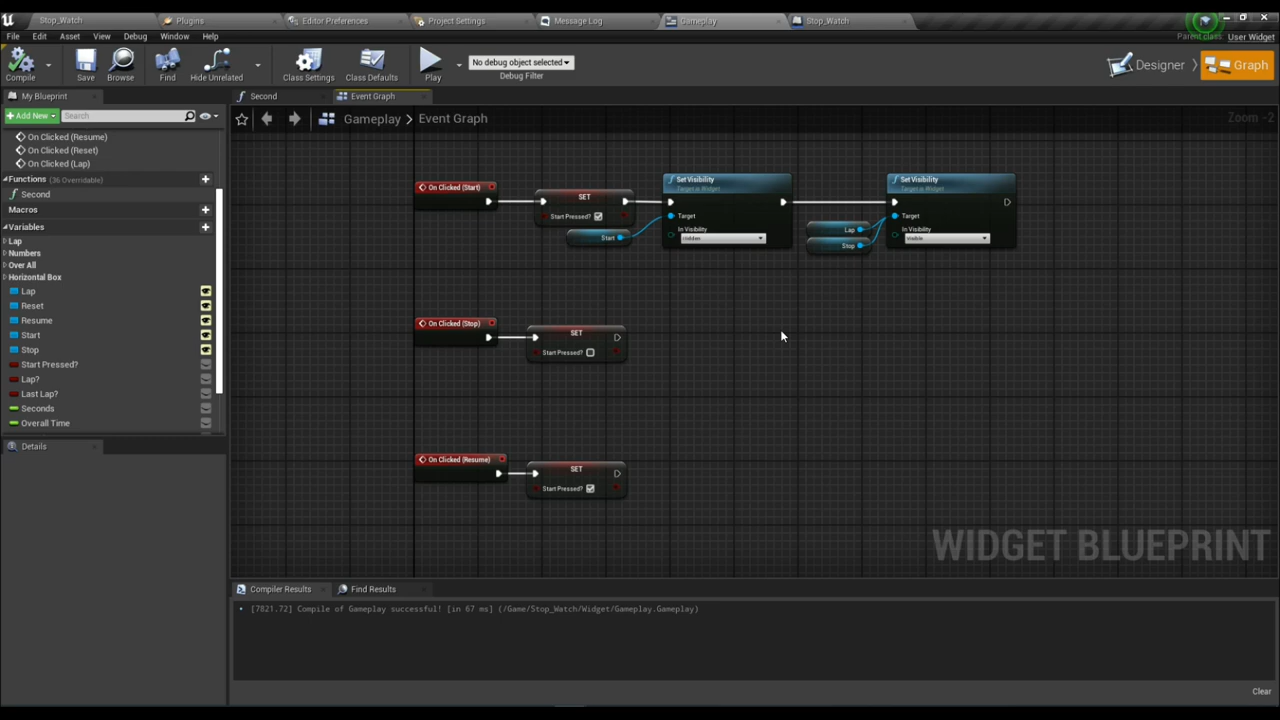 Stop_Watch
Plugins
Editor Preferences
Project Settings
Message Log
Gameplay
Stop_Watch
File Edit Asset View Debug Window Help
Parent class: User Widget
Compile
Save
Browse
Find
Hide Unrelated
Class Settings
Class Defaults
Play
No debug object selected
Debug Filter
Designer
Graph
My Blueprint
Second
Event Graph
Add New
Search
Gameplay > Event Graph
Zoom -2
On Clicked (Resume)
On Clicked (Reset)
On Clicked (Lap)
Functions (36 Overridable)
Second
Macros
Variables
Lap
Numbers
Over All
Horizontal Box
Lap
Reset
Resume
Start
Stop
Start Pressed?
Lap?
Last Lap?
Seconds
Overall Time
Details
On Clicked (Start)
SET
Start Pressed?
Start
Set Visibility
Target is Widget
Target
In Visibility
Hidden
Lap
Stop
Set Visibility
Target is Widget
Target
In Visibility
Visible
On Clicked (Stop)
SET
Start Pressed?
On Clicked (Resume)
SET
Start Pressed?
WIDGET BLUEPRINT
Compiler Results
Find Results
[7821.72] Compile of Gameplay successful! [in 67 ms] (/Game/Stop_Watch/Widget/Gameplay.Gameplay)
Clear